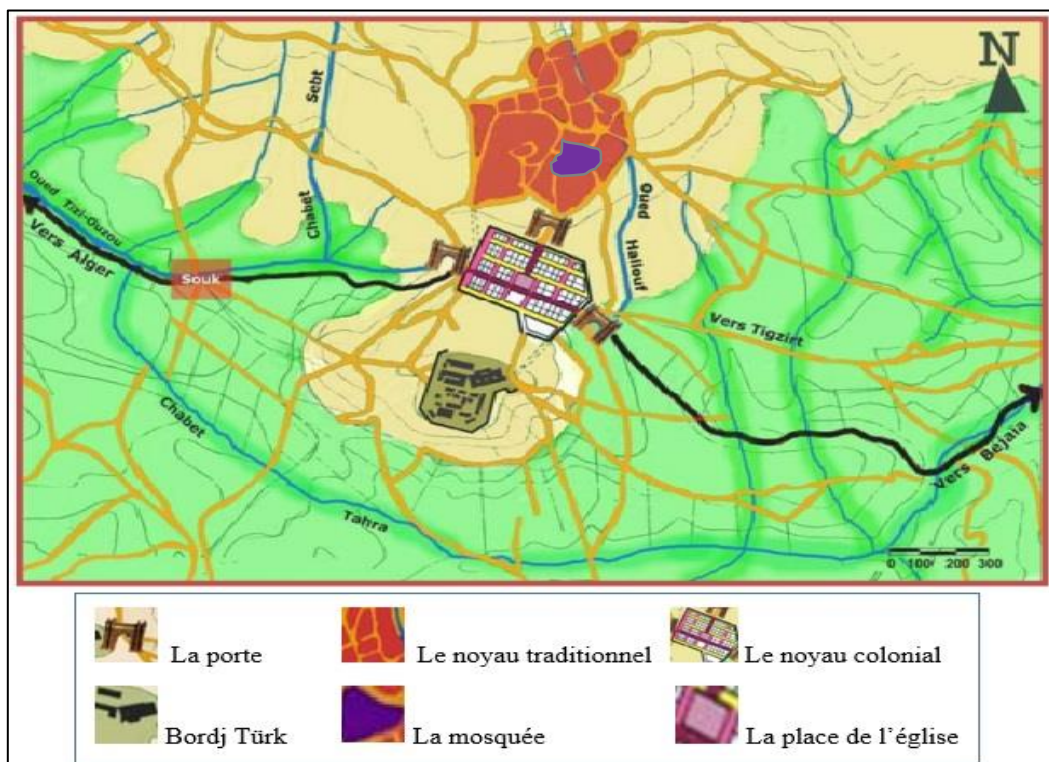 N
Sebt
Chabèt
Oued
Hallouf
Oued Tizi-Ouzou
Vers Alger
Souk
Vers Tigzirt
Chabet
Tahra
Vers Bejaia
0 100 200 300
La porte
Le noyau traditionnel
Le noyau colonial
Bordj Türk
La mosquée
La place de l’église